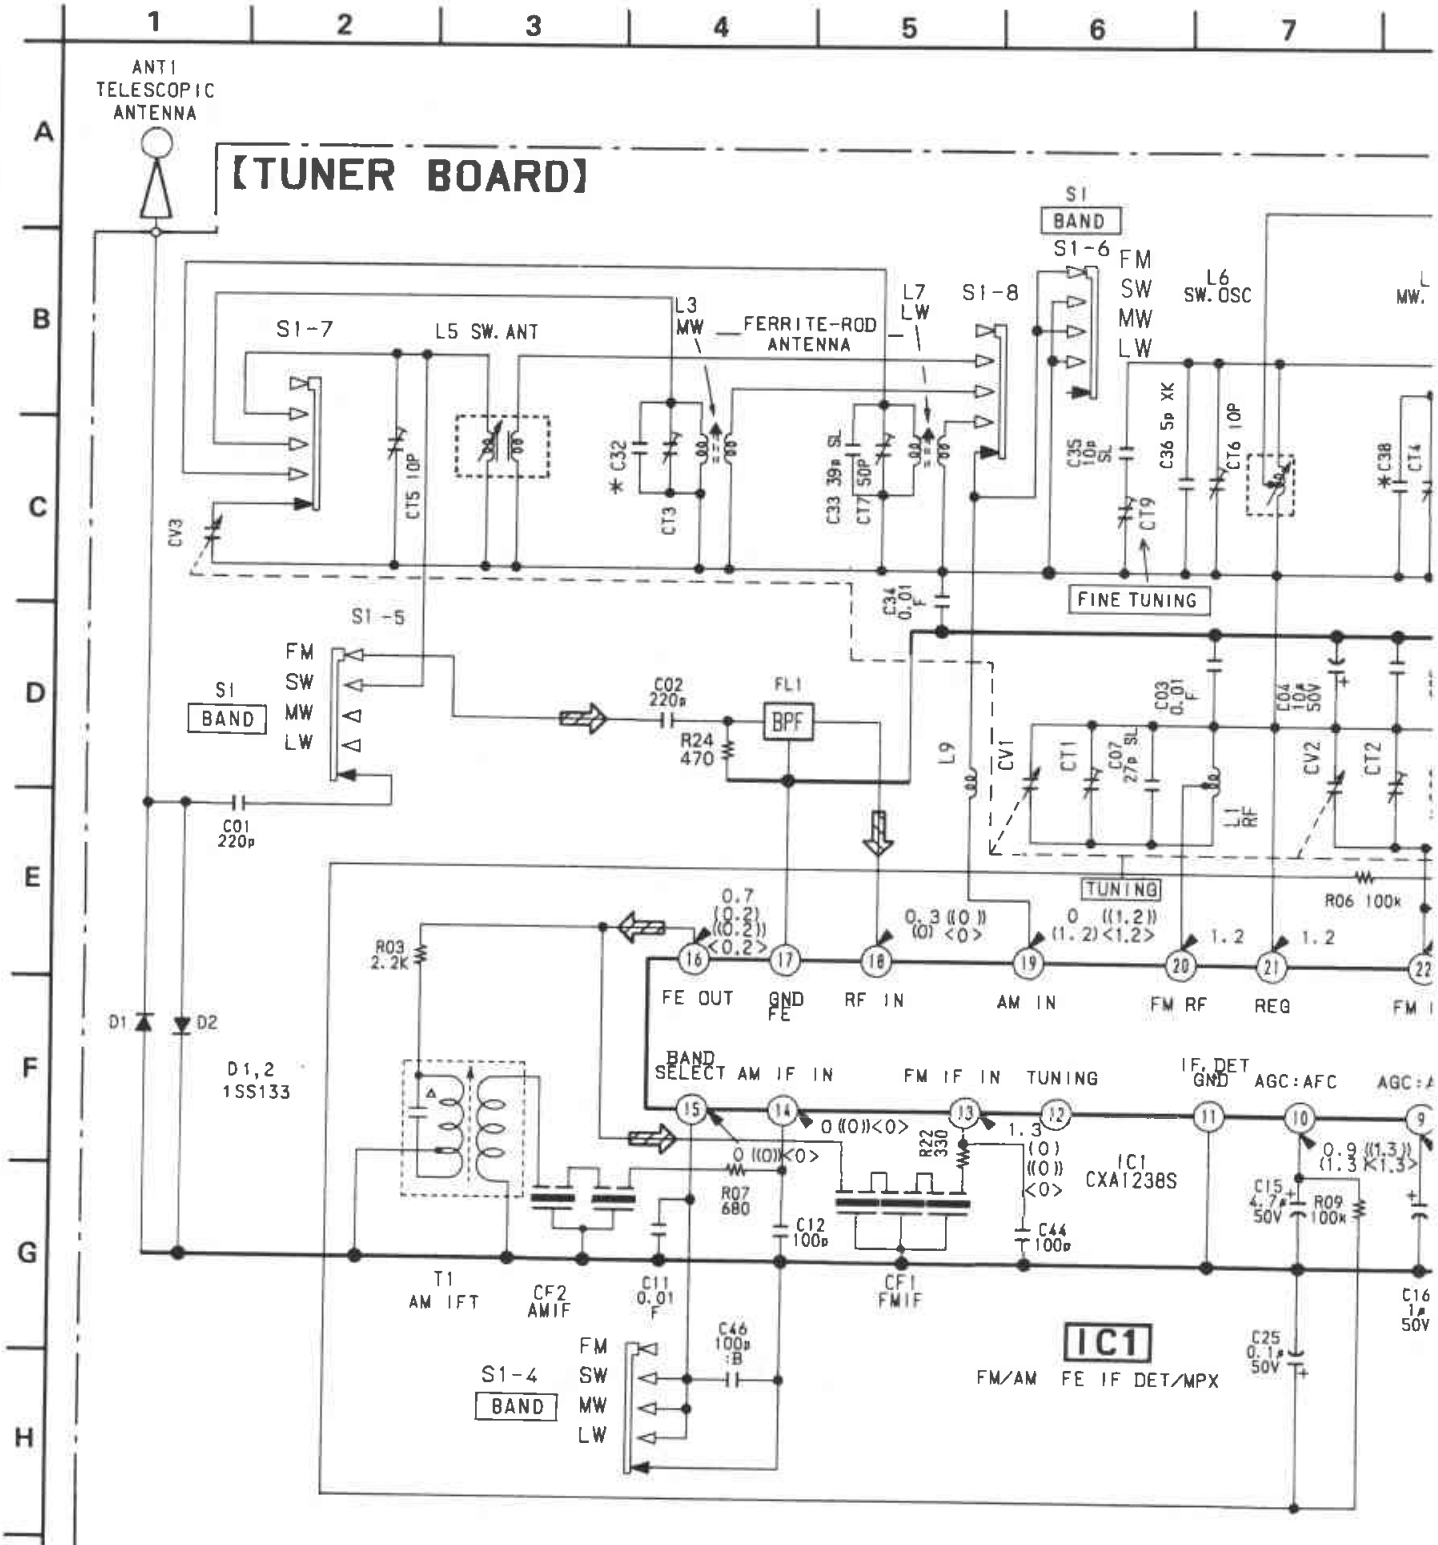 1 2 3 4 5 6 7
ANT1
TELESCOPIC
ANTENNA
A
【TUNER BOARD】
S1
BAND
S1-6
FM
SW
MW
LW
L6
SW.OSC
L
MW.
B
S1-7
L5 SW.ANT
L3
MW
FERRITE-ROD
ANTENNA
L7
LW
S1-8
C
CV3
CT5 10P
* C32
CT3
C33 39p SL
CT7 50P
C35
10p
SL
CT9
C36 5p XK
CT6 10P
* C38
CT4
FINE TUNING
C34
0.01
F
D
S1-5
FM
SW
MW
LW
S1
BAND
C02
220p
R24
470
FL1
BPF
L9
CV1
CT1
C07
27p SL
C03
0.01
F
C04
10µ
50V
CV2
CT2
L1
RF
C01
220p
E
TUNING
R06 100k
R03
2.2K
0.7
(0.2)
((0.2))
<0.2>
0.3 ((0))
(0) <0>
0 ((1.2))
(1.2) <1.2>
1.2
1.2
16 17 18 19 20 21 22
FE OUT
GND
FE
RF IN
AM IN
FM RF
REG
FM
F
D1
D2
D1,2
1SS133
BAND
SELECT
AM IF IN
FM IF IN
TUNING
IF.DET
GND
AGC:AFC
AGC:A
15 14 13 12 11 10 9
0 ((0))<0>
0 ((0))<0>
R22
330
1.3
(0)
((0))
<0>
IC1
CXA1238S
0.9 ((1.3))
(1.3)<1.3>
G
R07
680
C12
100p
C44
100p
C15
4.7µ
50V
R09
100k
T1
AM IFT
CF2
AMIF
C11
0.01
F
CF1
FMIF
C16
1µ
50V
C46
100p
:B
IC1
FM/AM FE IF DET/MPX
C25
0.1µ
50V
H
S1-4
BAND
FM
SW
MW
LW